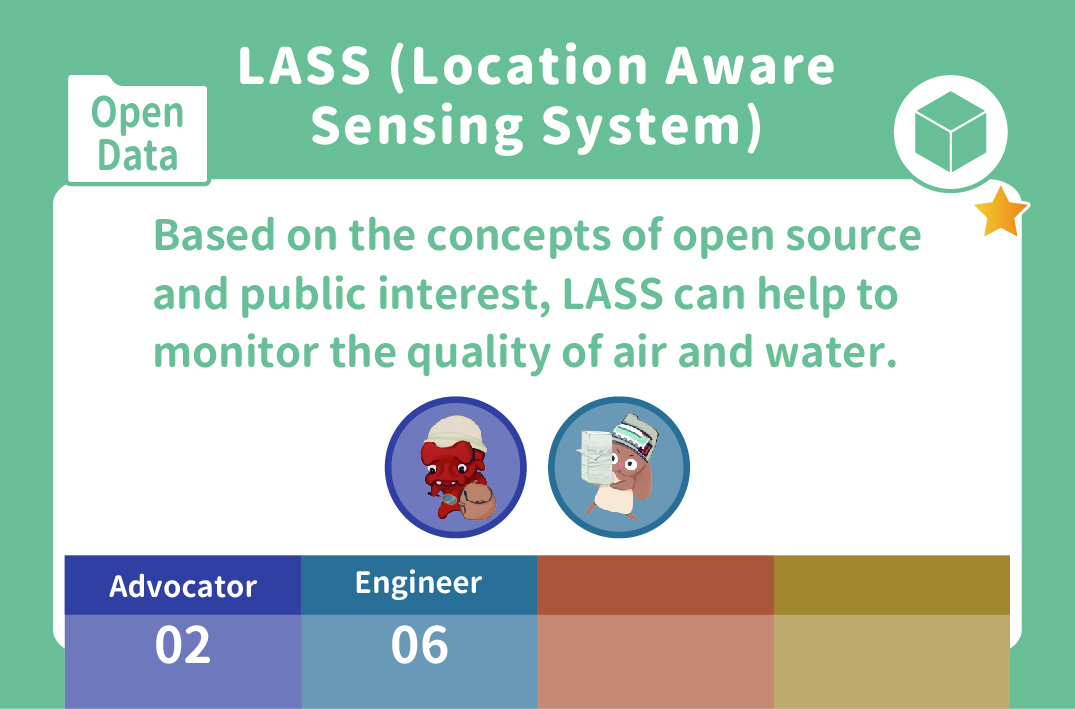 LASS (Location Aware
Sensing System)
Open
Data
Based on the concepts of open source
and public interest, LASS can help to
monitor the quality of air and water.
Advocator
Engineer
02
06